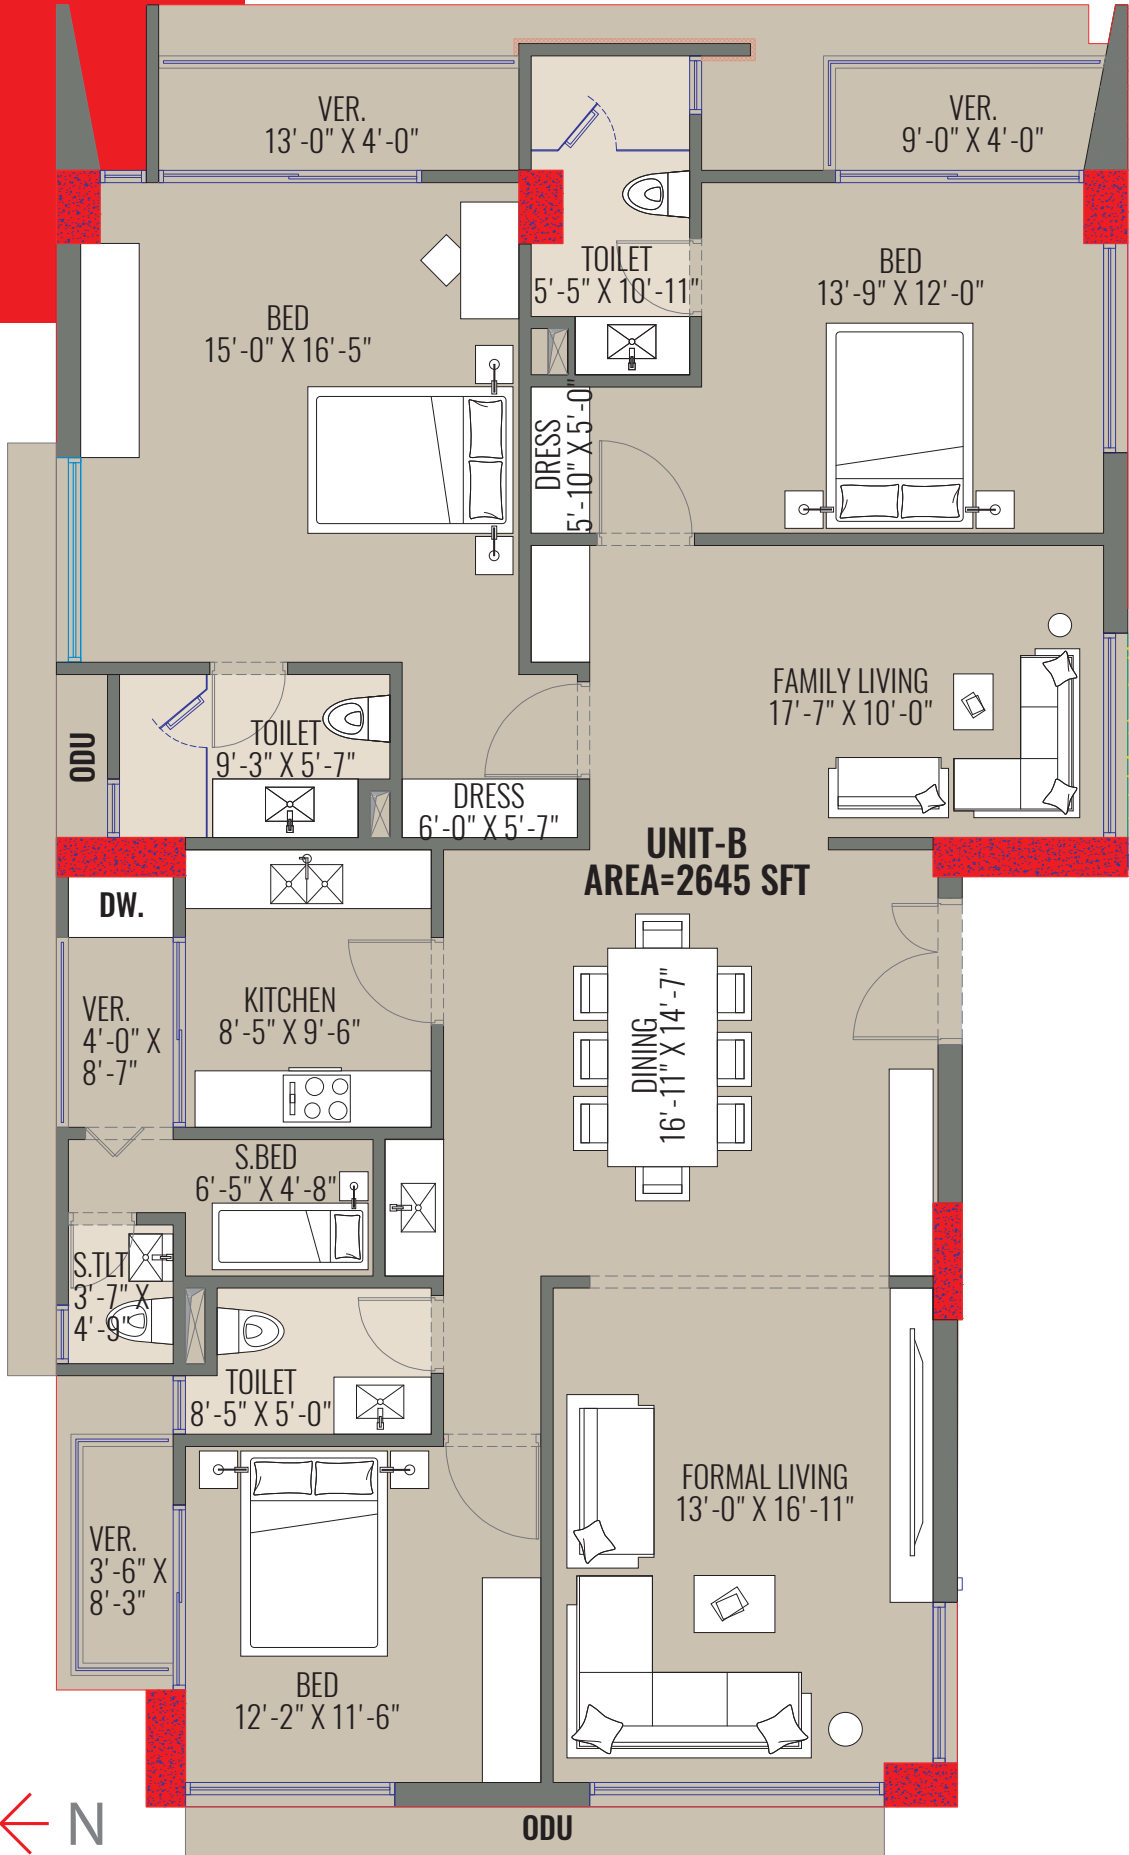 VER.
13'-0" X 4'-0"
VER.
9'-0" X 4'-0"
TOILET
5'-5" X 10'-11"
BED
13'-9" X 12'-0"
BED
15'-0" X 16'-5"
DRESS
5'-10" X 5'-0"
FAMILY LIVING
17'-7" X 10'-0"
ODU
TOILET
9'-3" X 5'-7"
DRESS
6'-0" X 5'-7"
UNIT-B
AREA=2645 SFT
DW.
VER.
4'-0" X
8'-7"
KITCHEN
8'-5" X 9'-6"
DINING
16'-11" X 14'-7"
S.BED
6'-5" X 4'-8"
S.TLT
3'-7" X
4'-9"
TOILET
8'-5" X 5'-0"
FORMAL LIVING
13'-0" X 16'-11"
VER.
3'-6" X
8'-3"
BED
12'-2" X 11'-6"
N
ODU